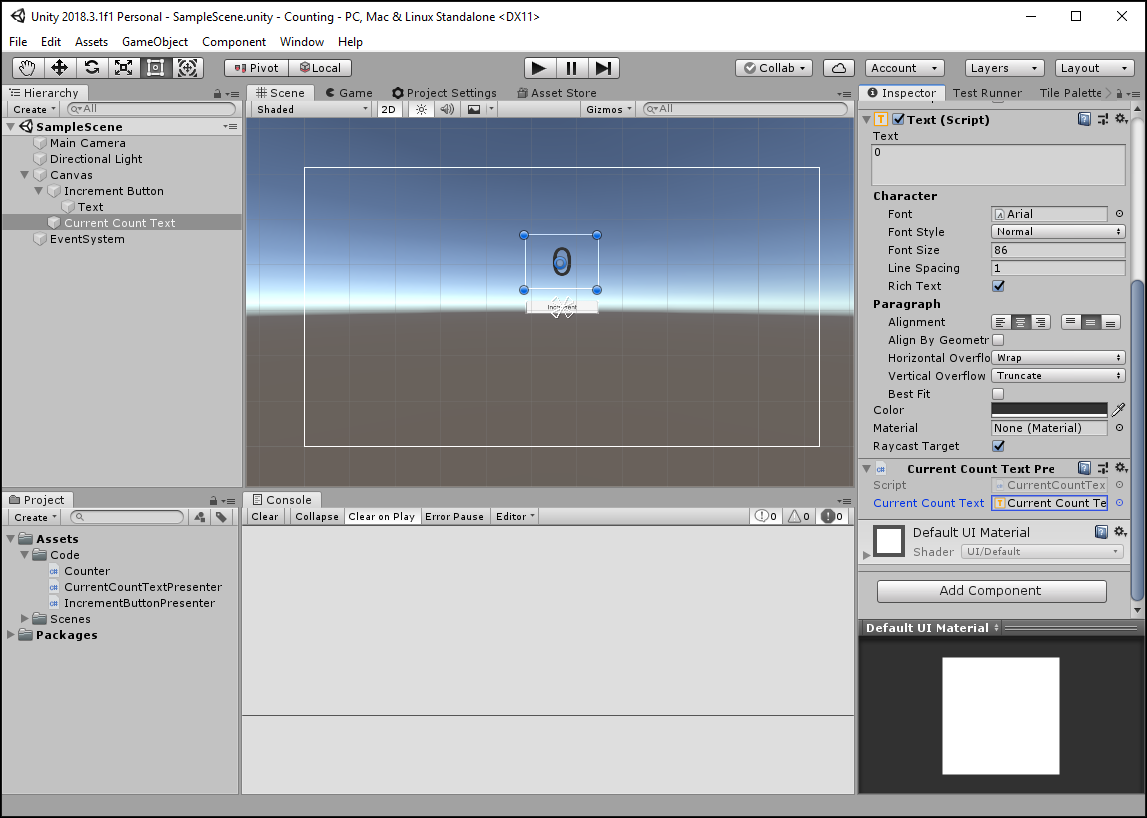 Unity 2018.3.1f1 Personal - SampleScene.unity - Counting - PC, Mac & Linux Standalone <DX11>
File Edit Assets GameObject Component Window Help
Pivot Local Collab Account Layers Layout
Hierarchy
Create All
SampleScene
Main Camera
Directional Light
Canvas
Increment Button
Text
Current Count Text
EventSystem
Scene Game Project Settings Asset Store
Shaded 2D Gizmos All
0
Increment
Inspector Test Runner Tile Palette
Text (Script)
Text
0
Character
Font Arial
Font Style Normal
Font Size 86
Line Spacing 1
Rich Text
Paragraph
Alignment
Align By Geometr
Horizontal Overflo Wrap
Vertical Overflow Truncate
Best Fit
Color
Material None (Material)
Raycast Target
Current Count Text Pre
Script CurrentCountTex
Current Count Text Current Count Te
Default UI Material
Shader UI/Default
Add Component
Default UI Material
Project
Create
Assets
Code
Counter
CurrentCountTextPresenter
IncrementButtonPresenter
Scenes
Packages
Console
Clear Collapse Clear on Play Error Pause Editor 0 0 0